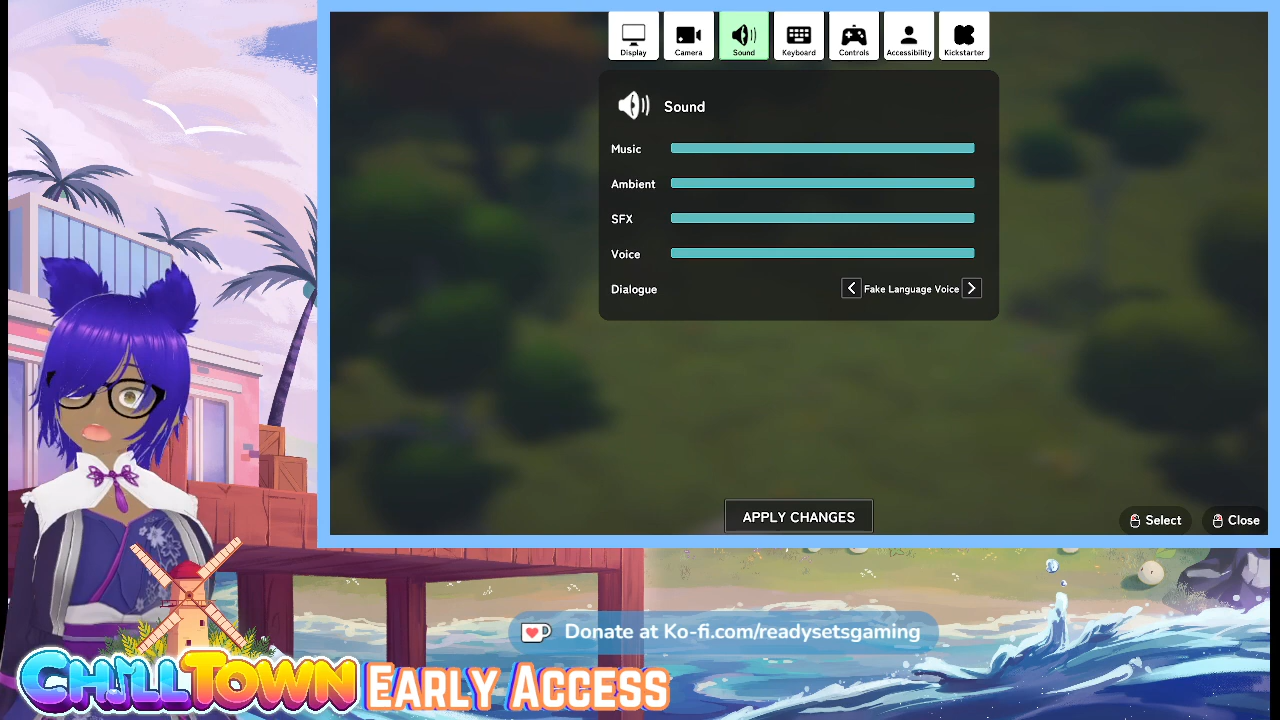 Display
Camera
Sound
Keyboard
Controls
Accessibility
Kickstarter
Sound
Music
Ambient
SFX
Voice
Dialogue
Fake Language Voice
APPLY CHANGES
Select
Close
Donate at Ko-fi.com/readysetsgaming
CHILLTOWN EARLY ACCESS